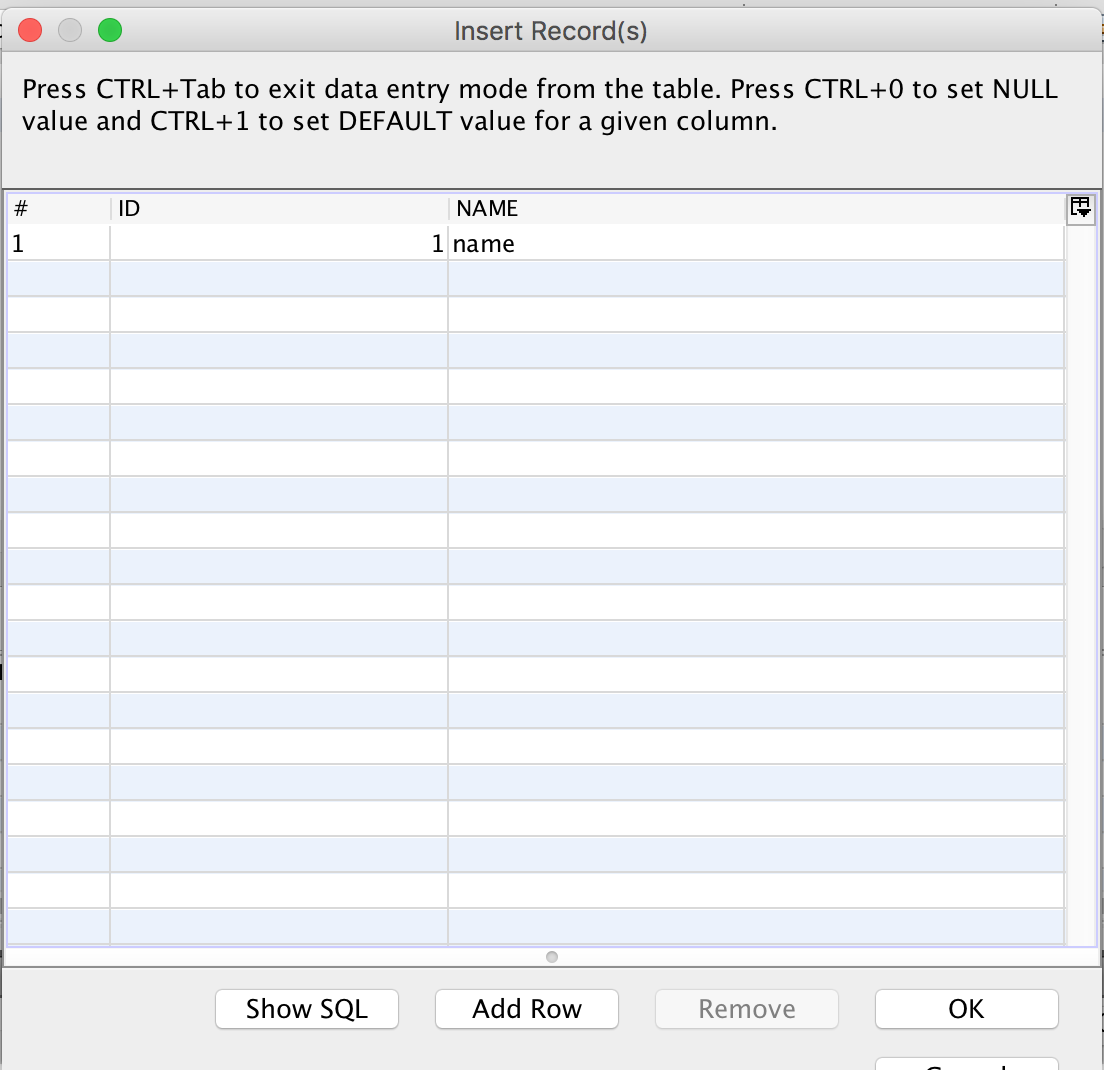 Insert Record(s)
Press CTRL+Tab to exit data entry mode from the table. Press CTRL+0 to set NULL
value and CTRL+1 to set DEFAULT value for a given column.
# ID NAME
1 1 name
Show SQL Add Row Remove OK